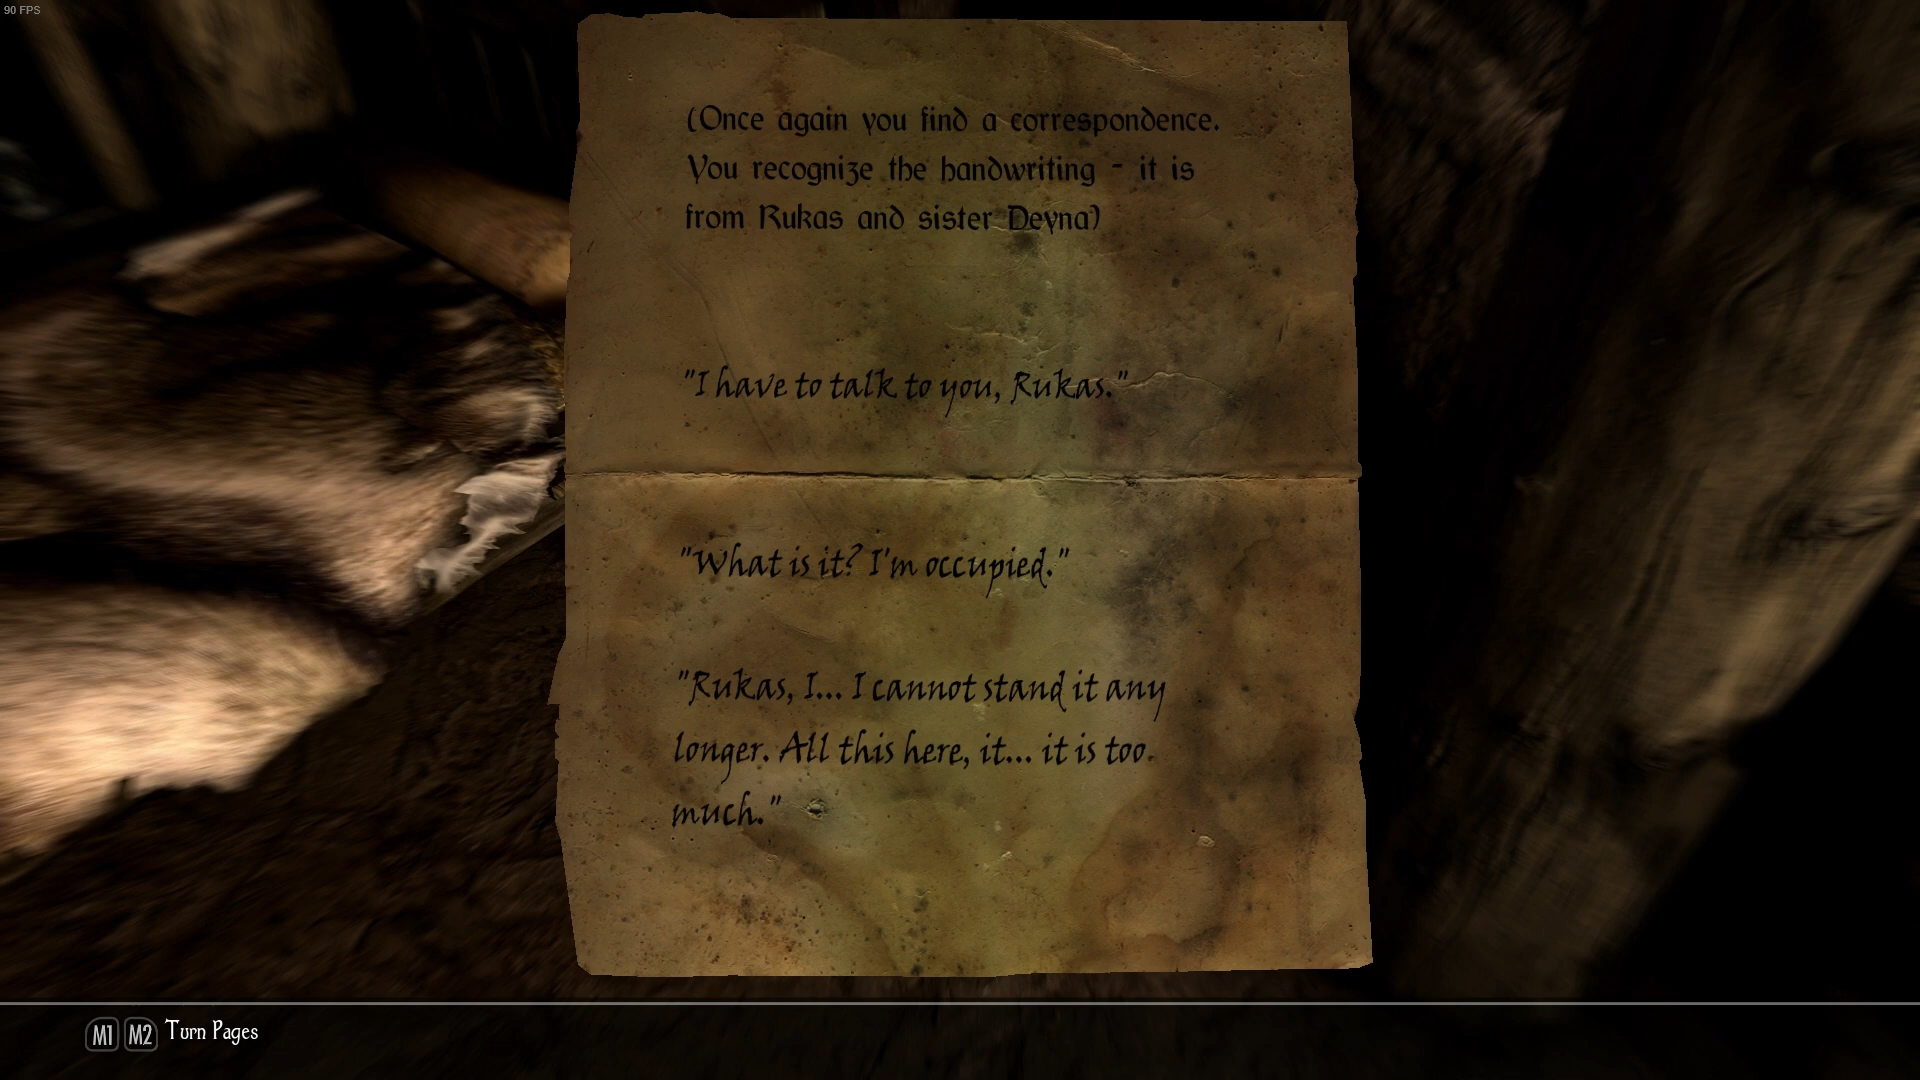 90 FPS
(Once again you find a correspondence.
You recognize the handwriting - it is
from Rukas and sister Deyna)
"I have to talk to you, Rukas."
"What is it? I'm occupied."
"Rukas, I... I cannot stand it any
longer. All this here, it... it is too
much."
M1 M2 Turn Pages